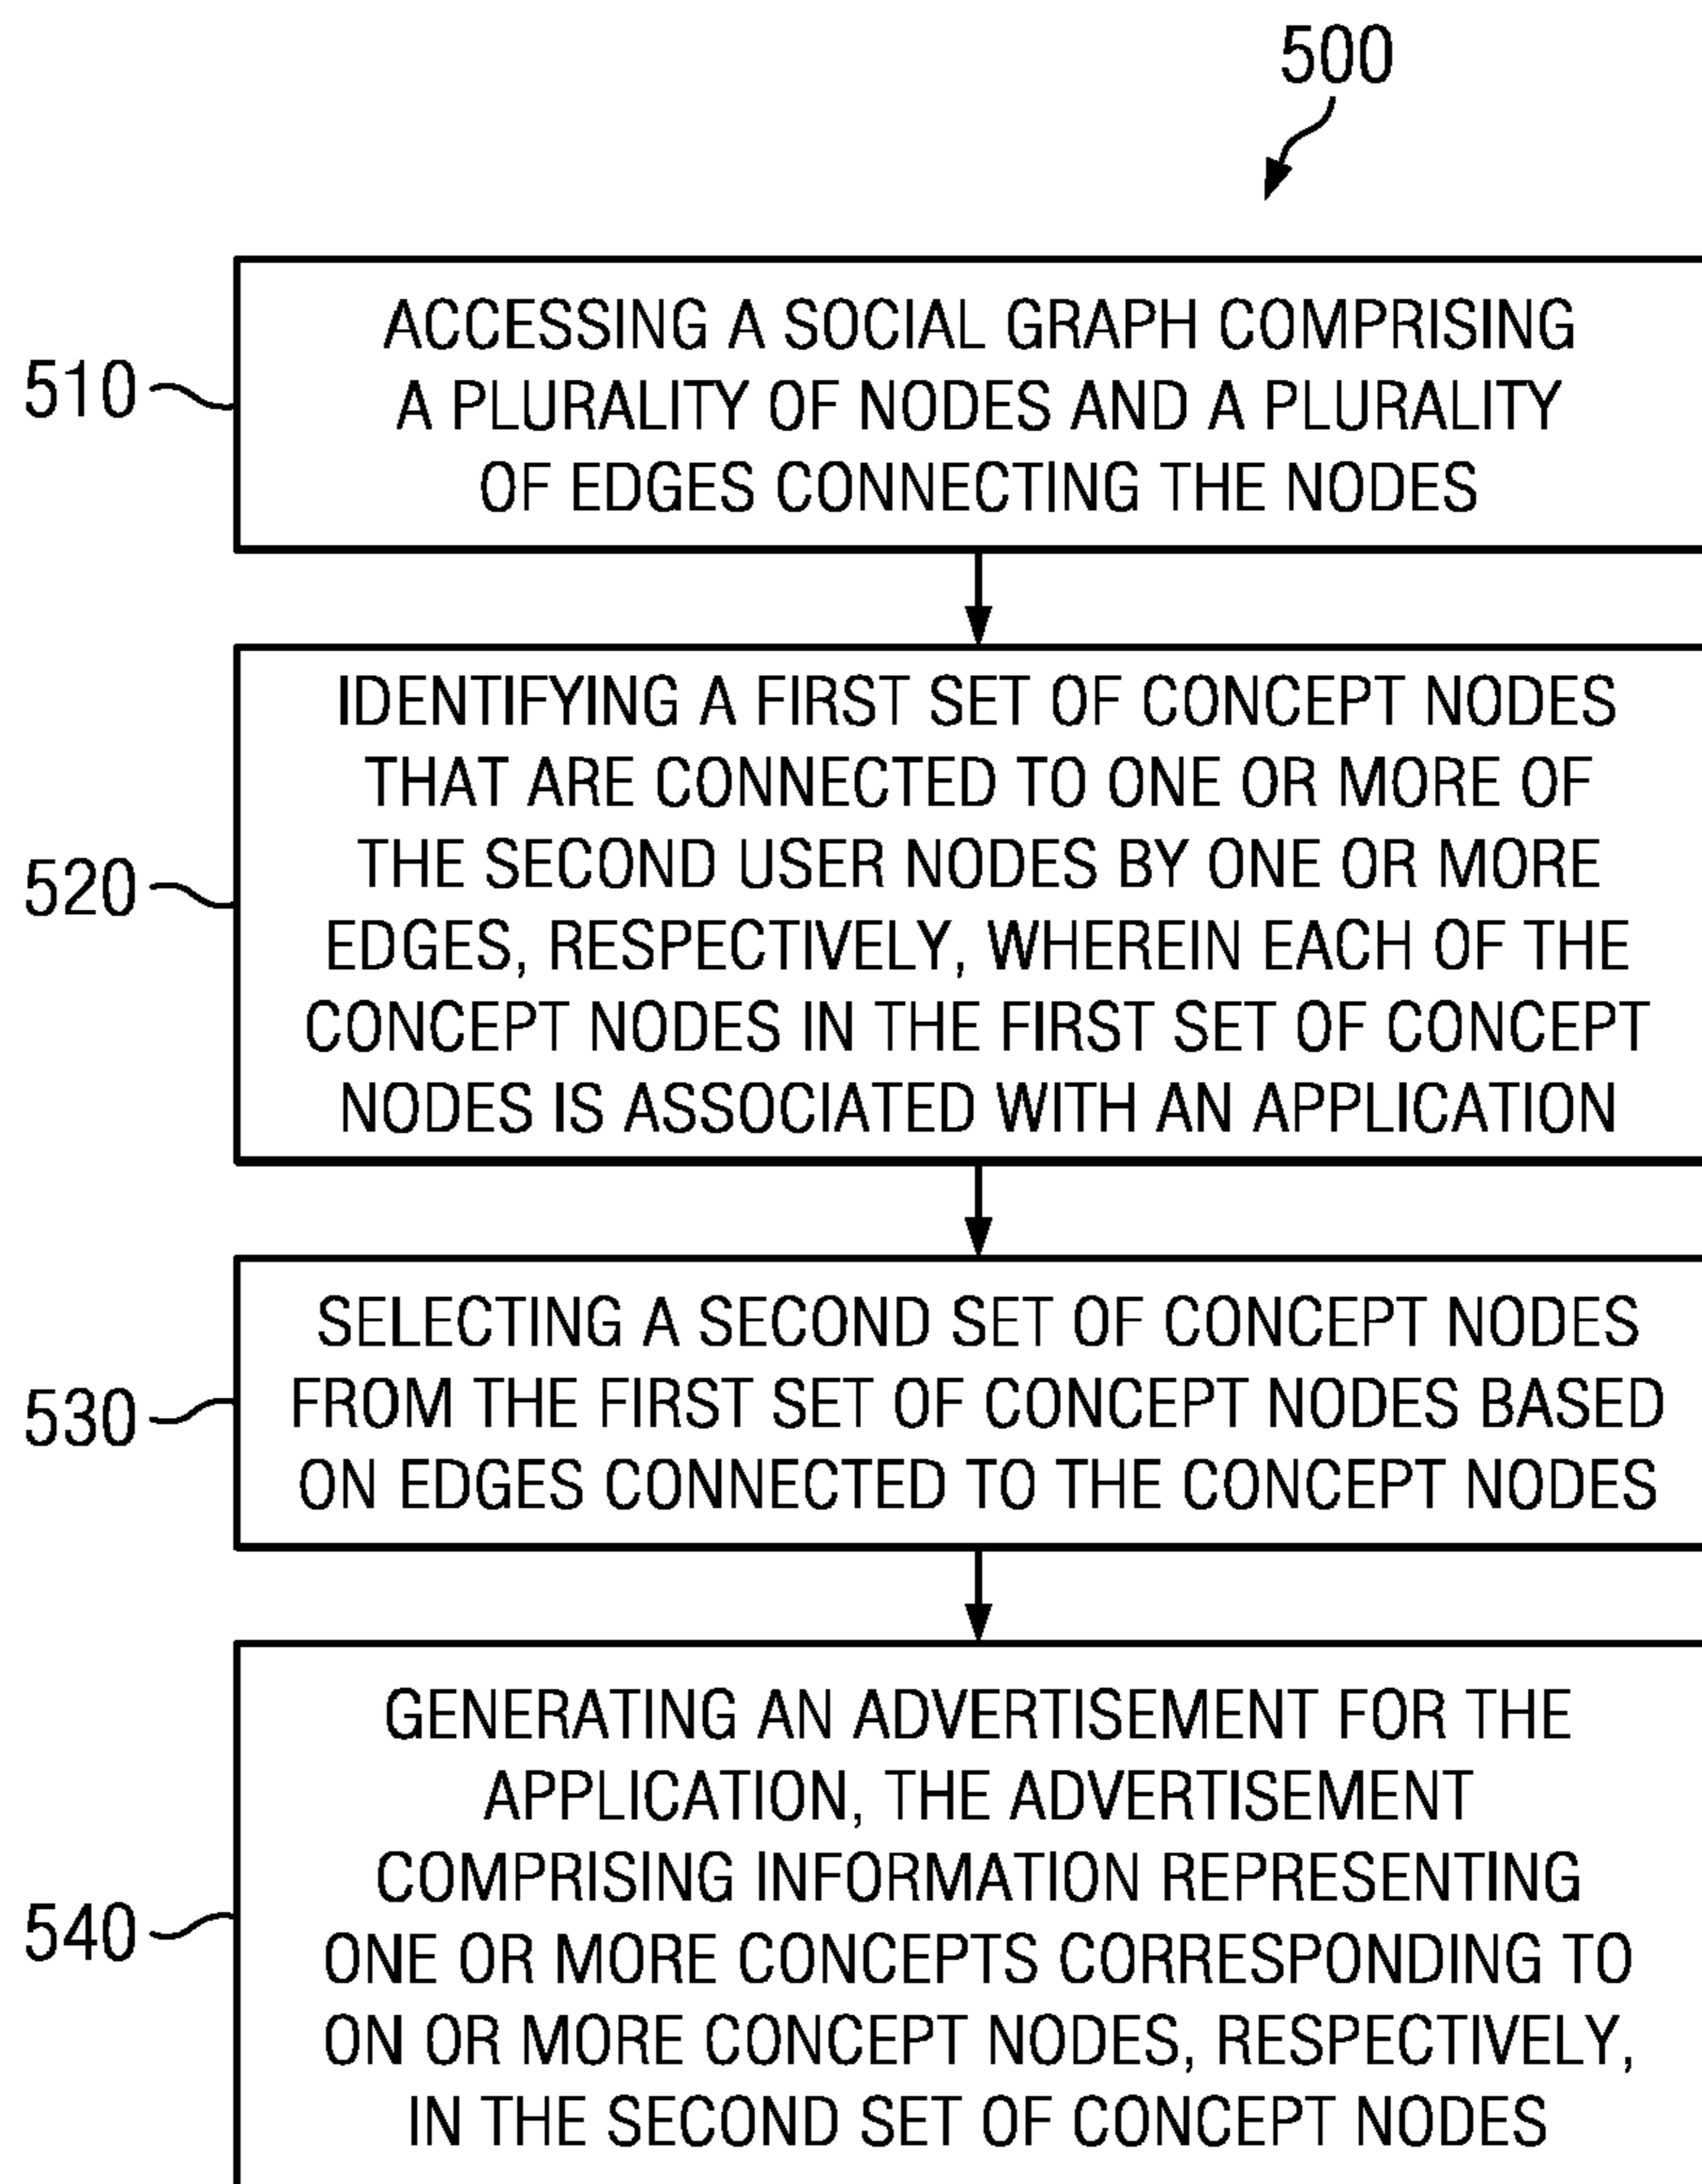 500
510
ACCESSING A SOCIAL GRAPH COMPRISING
A PLURALITY OF NODES AND A PLURALITY
OF EDGES CONNECTING THE NODES
520
IDENTIFYING A FIRST SET OF CONCEPT NODES
THAT ARE CONNECTED TO ONE OR MORE OF
THE SECOND USER NODES BY ONE OR MORE
EDGES, RESPECTIVELY, WHEREIN EACH OF THE
CONCEPT NODES IN THE FIRST SET OF CONCEPT
NODES IS ASSOCIATED WITH AN APPLICATION
530
SELECTING A SECOND SET OF CONCEPT NODES
FROM THE FIRST SET OF CONCEPT NODES BASED
ON EDGES CONNECTED TO THE CONCEPT NODES
540
GENERATING AN ADVERTISEMENT FOR THE
APPLICATION, THE ADVERTISEMENT
COMPRISING INFORMATION REPRESENTING
ONE OR MORE CONCEPTS CORRESPONDING TO
ON OR MORE CONCEPT NODES, RESPECTIVELY,
IN THE SECOND SET OF CONCEPT NODES